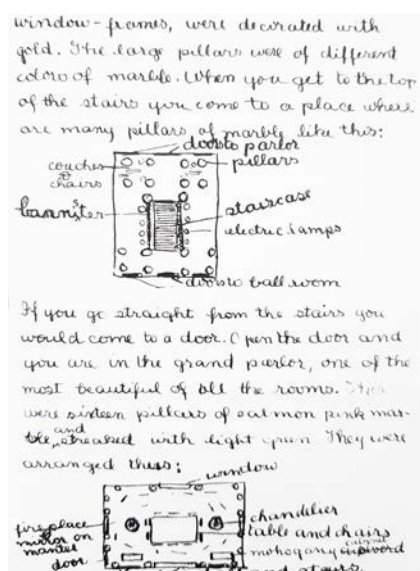 window-frames, were decorated with
gold. The large pillars were of different
colors of marble. When you get to the top
of the stairs you come to a place where
are many pillars of marble like this:
doors to parlor
couches
&
chairs
pillars
bannister
staircase
electric lamps
doors to ball room
If you go straight from the stairs you
would come to a door. Open the door and
you are in the grand parlor, one of the
most beautiful of all the rooms. There
were sixteen pillars of salmon pink mar-
ble, and streaked with light green They were
arranged thus:
window
fire place
mirror on
mantel
door
chandelier
table and chairs
mahogany cabinet
and stairs